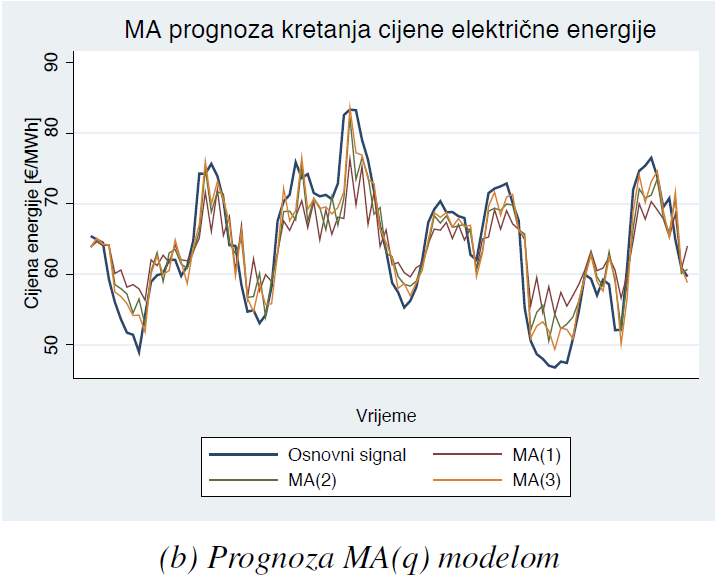 MA prognoza kretanja cijene električne energije
Cijena energije [€/MWh]
90
80
70
60
50
Vrijeme
Osnovni signal
MA(1)
MA(2)
MA(3)
(b) Prognoza MA(q) modelom